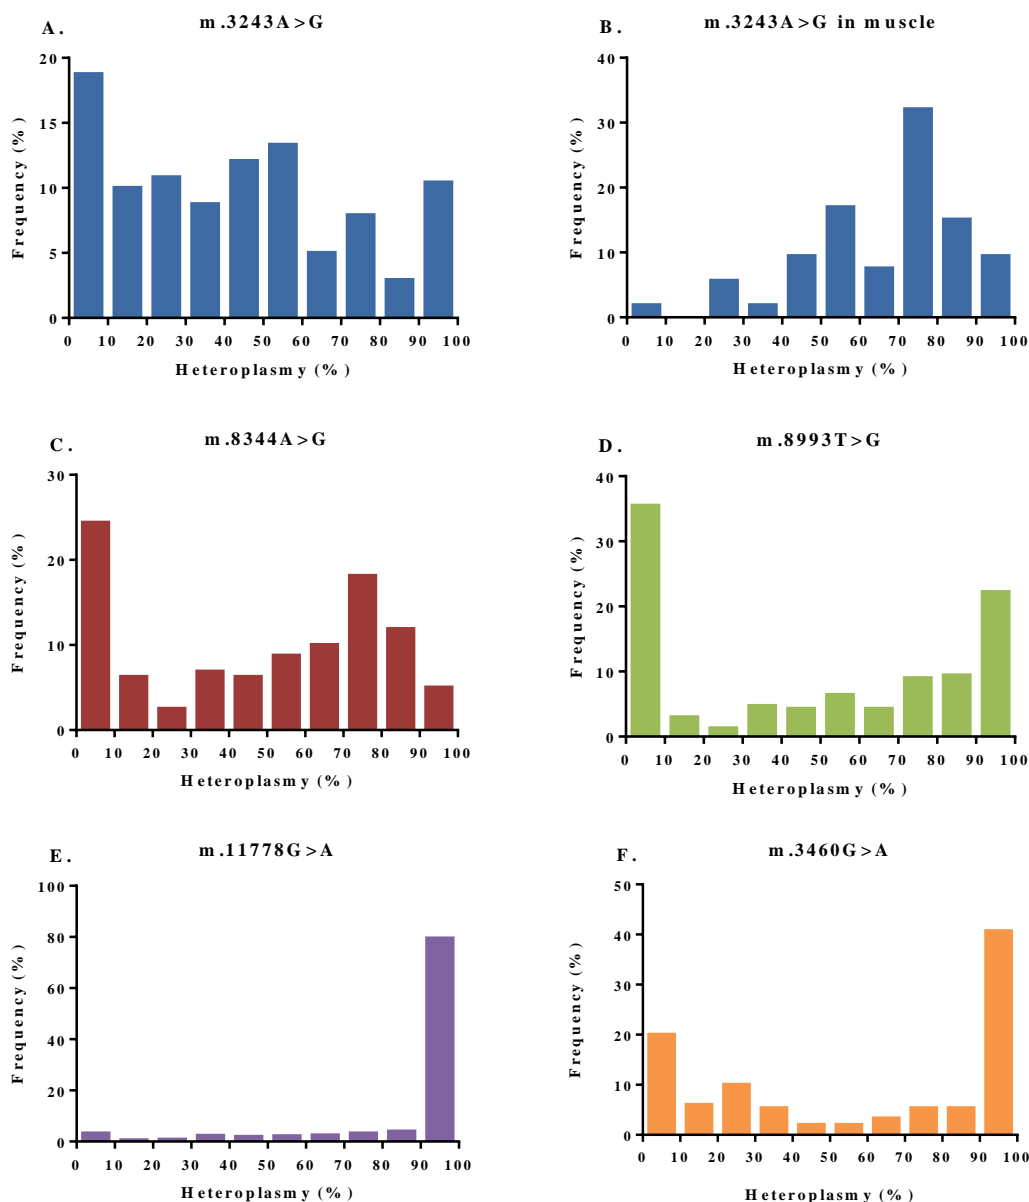 A.
m.3243A>G
Frequency (%)
20
15
10
5
0
0 10 20 30 40 50 60 70 80 90 100
Heteroplasmy (%)
B.
m.3243A>G in muscle
Frequency (%)
40
30
20
10
0
0 10 20 30 40 50 60 70 80 90 100
Heteroplasmy (%)
C.
m.8344A>G
Frequency (%)
30
20
10
0
0 10 20 30 40 50 60 70 80 90 100
Heteroplasmy (%)
D.
m.8993T>G
Frequency (%)
40
30
20
10
0
0 10 20 30 40 50 60 70 80 90 100
Heteroplasmy (%)
E.
m.11778G>A
Frequency (%)
100
80
60
40
20
0
0 10 20 30 40 50 60 70 80 90 100
Heteroplasmy (%)
F.
m.3460G>A
Frequency (%)
50
40
30
20
10
0
0 10 20 30 40 50 60 70 80 90 100
Heteroplasmy (%)